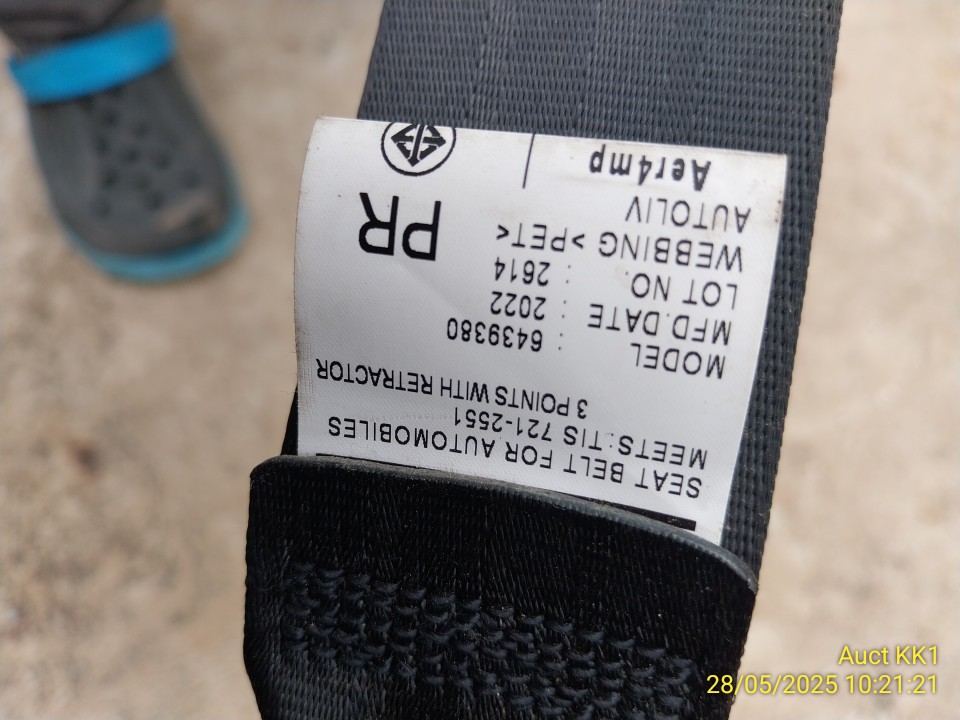 SEAT BELT FOR AUTOMOBILES
MEETS:TIS 721-2551
3 POINTS WITH RETRACTOR
MODEL : 6439380
MFD.DATE : 2022
LOT NO : 2614
WEBBING >PET<
AUTOLIV
PR
Aer4mp
Auct KK1
28/05/2025 10:21:21